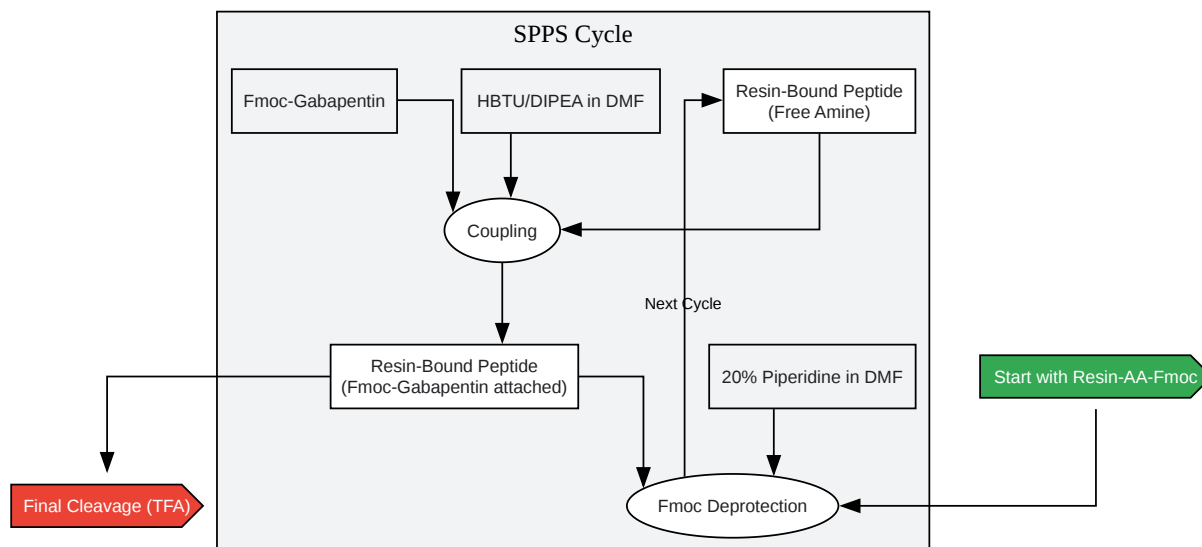 SPPS Cycle
Fmoc-Gabapentin
HBTU/DIPEA in DMF
Resin-Bound Peptide
(Free Amine)
Coupling
Next Cycle
Resin-Bound Peptide
(Fmoc-Gabapentin attached)
20% Piperidine in DMF
Start with Resin-AA-Fmoc
Final Cleavage (TFA)
Fmoc Deprotection